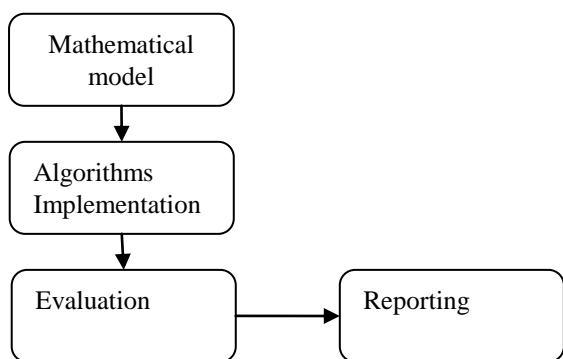 Mathematical
model
Algorithms
Implementation
Evaluation
Reporting